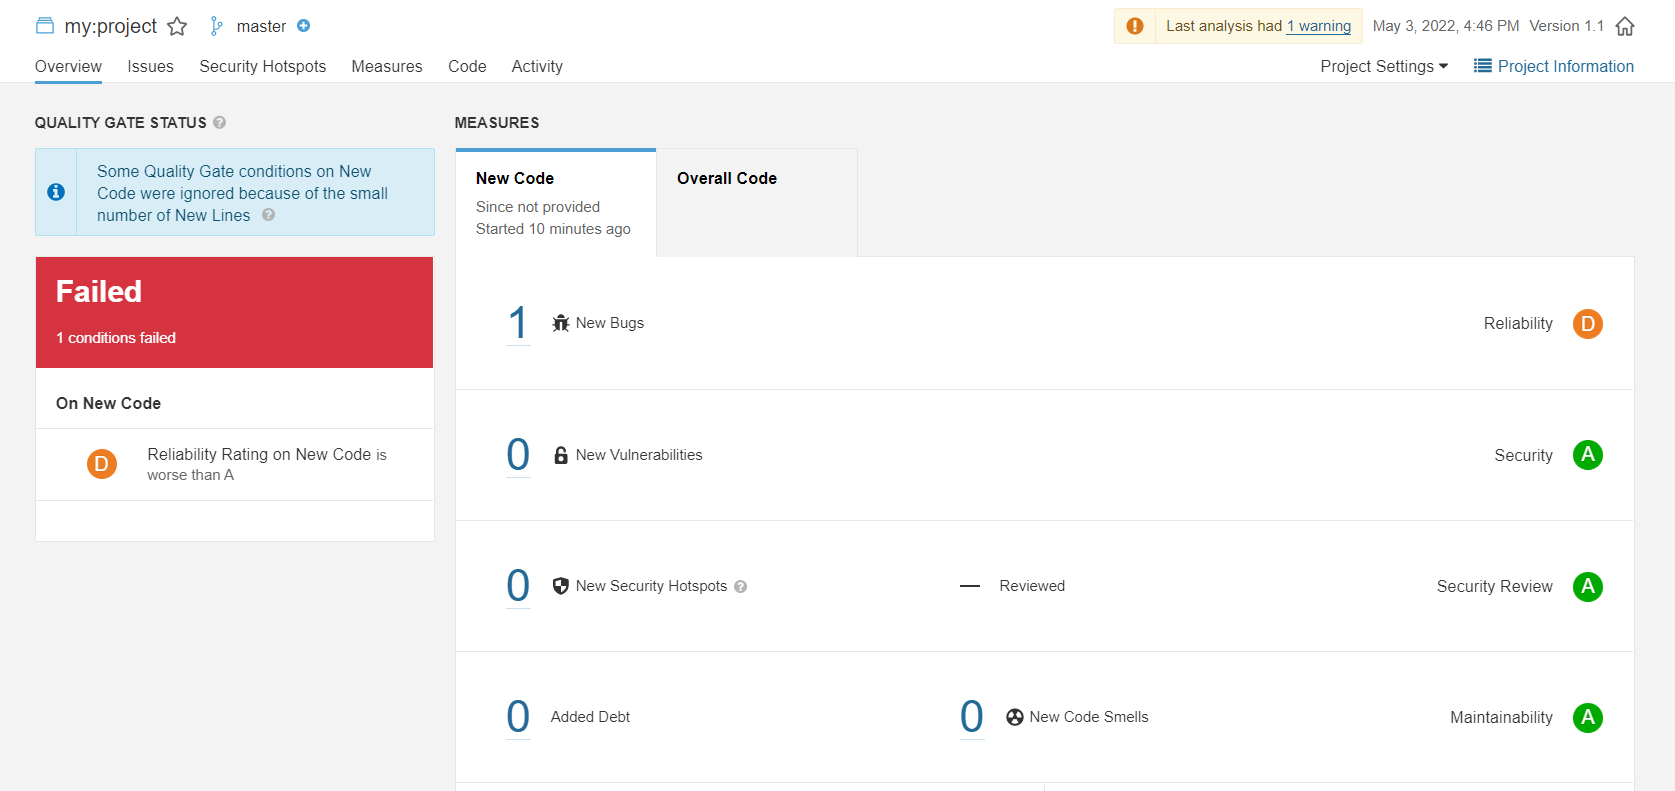 my:project
master
Last analysis had 1 warning
May 3, 2022, 4:46 PM
Version 1.1
Overview
Issues
Security Hotspots
Measures
Code
Activity
Project Settings
Project Information
QUALITY GATE STATUS
Some Quality Gate conditions on New
Code were ignored because of the small
number of New Lines
Failed
1 conditions failed
On New Code
D
Reliability Rating on New Code is
worse than A
MEASURES
New Code
Since not provided
Started 10 minutes ago
Overall Code
1 New Bugs
Reliability D
0 New Vulnerabilities
Security A
0 New Security Hotspots
— Reviewed
Security Review A
0 Added Debt
0 New Code Smells
Maintainability A